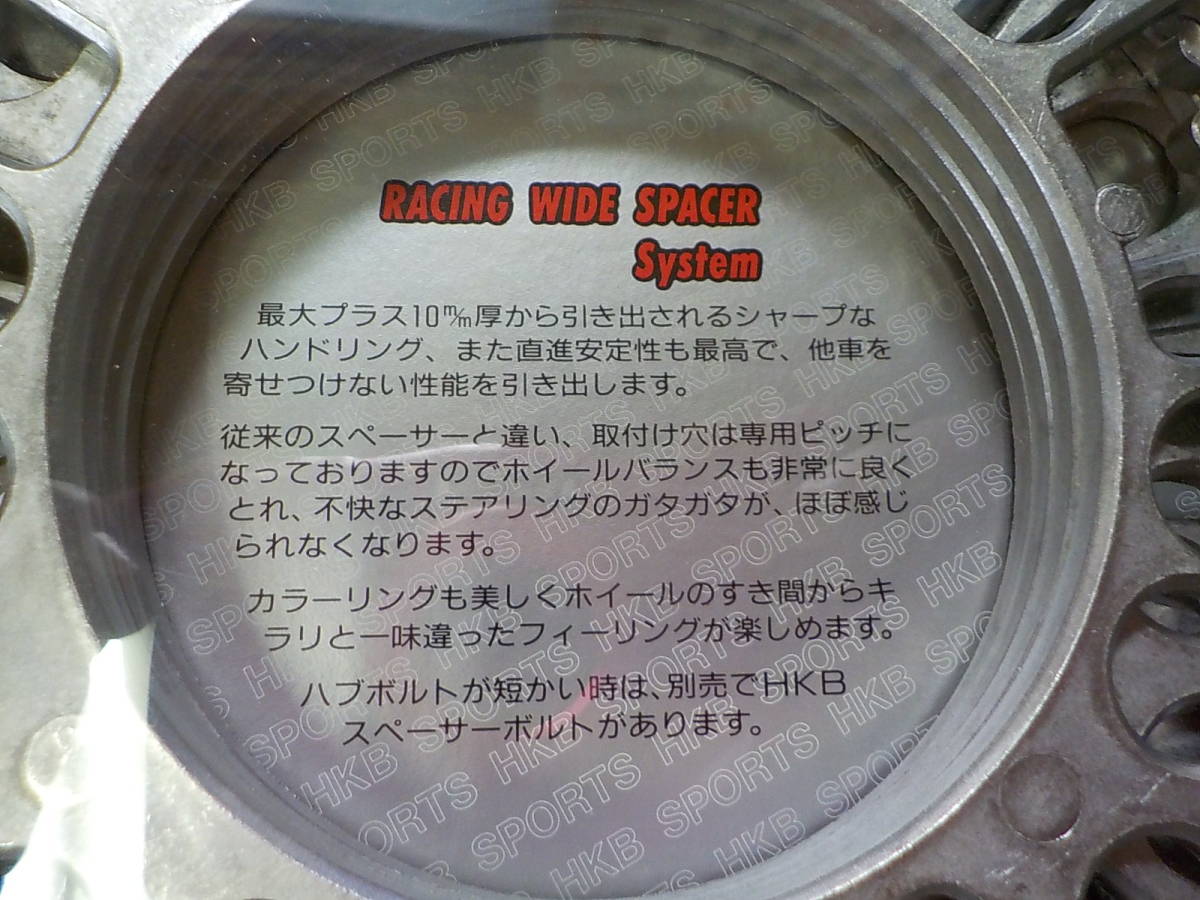 RACING WIDE SPACER
System
最大プラス10㎜厚から引き出されるシャープな
ハンドリング、また直進安定性も最高で、他車を
寄せつけない性能を引き出します。
従来のスペーサーと違い、取付け穴は専用ピッチに
なっておりますのでホイールバランスも非常に良く
とれ、不快なステアリングのガタガタが、ほぼ感じ
られなくなります。
カラーリングも美しくホイールのすき間からキ
ラリと一味違ったフィーリングが楽しめます。
ハブボルトが短かい時は、別売でHKB
スペーサーボルトがあります。
HKB SPORTS